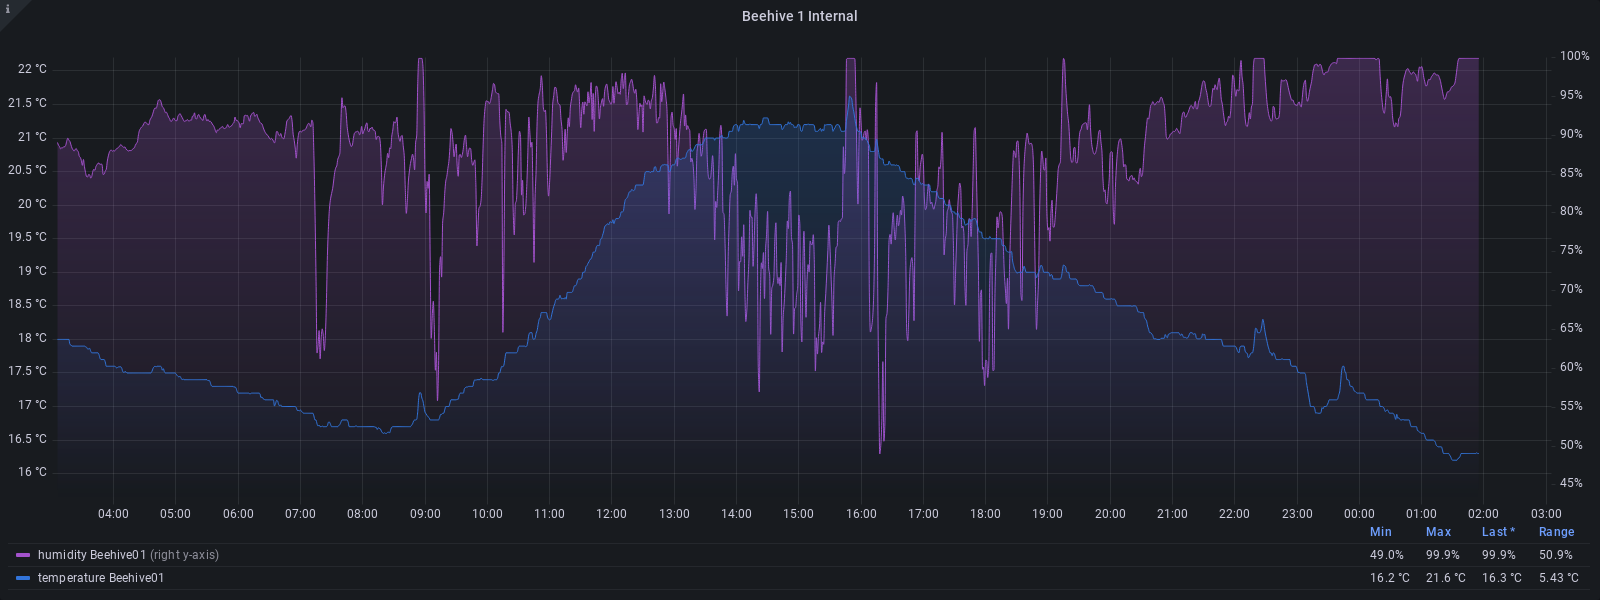 i
Beehive 1 Internal
22 °C
21.5 °C
21 °C
20.5 °C
20 °C
19.5 °C
19 °C
18.5 °C
18 °C
17.5 °C
17 °C
16.5 °C
16 °C
100%
95%
90%
85%
80%
75%
70%
65%
60%
55%
50%
45%
04:00 05:00 06:00 07:00 08:00 09:00 10:00 11:00 12:00 13:00 14:00 15:00 16:00 17:00 18:00 19:00 20:00 21:00 22:00 23:00 00:00 01:00 02:00 03:00
Min Max Last * Range
humidity Beehive01 (right y-axis) 49.0% 99.9% 99.9% 50.9%
temperature Beehive01 16.2 °C 21.6 °C 16.3 °C 5.43 °C